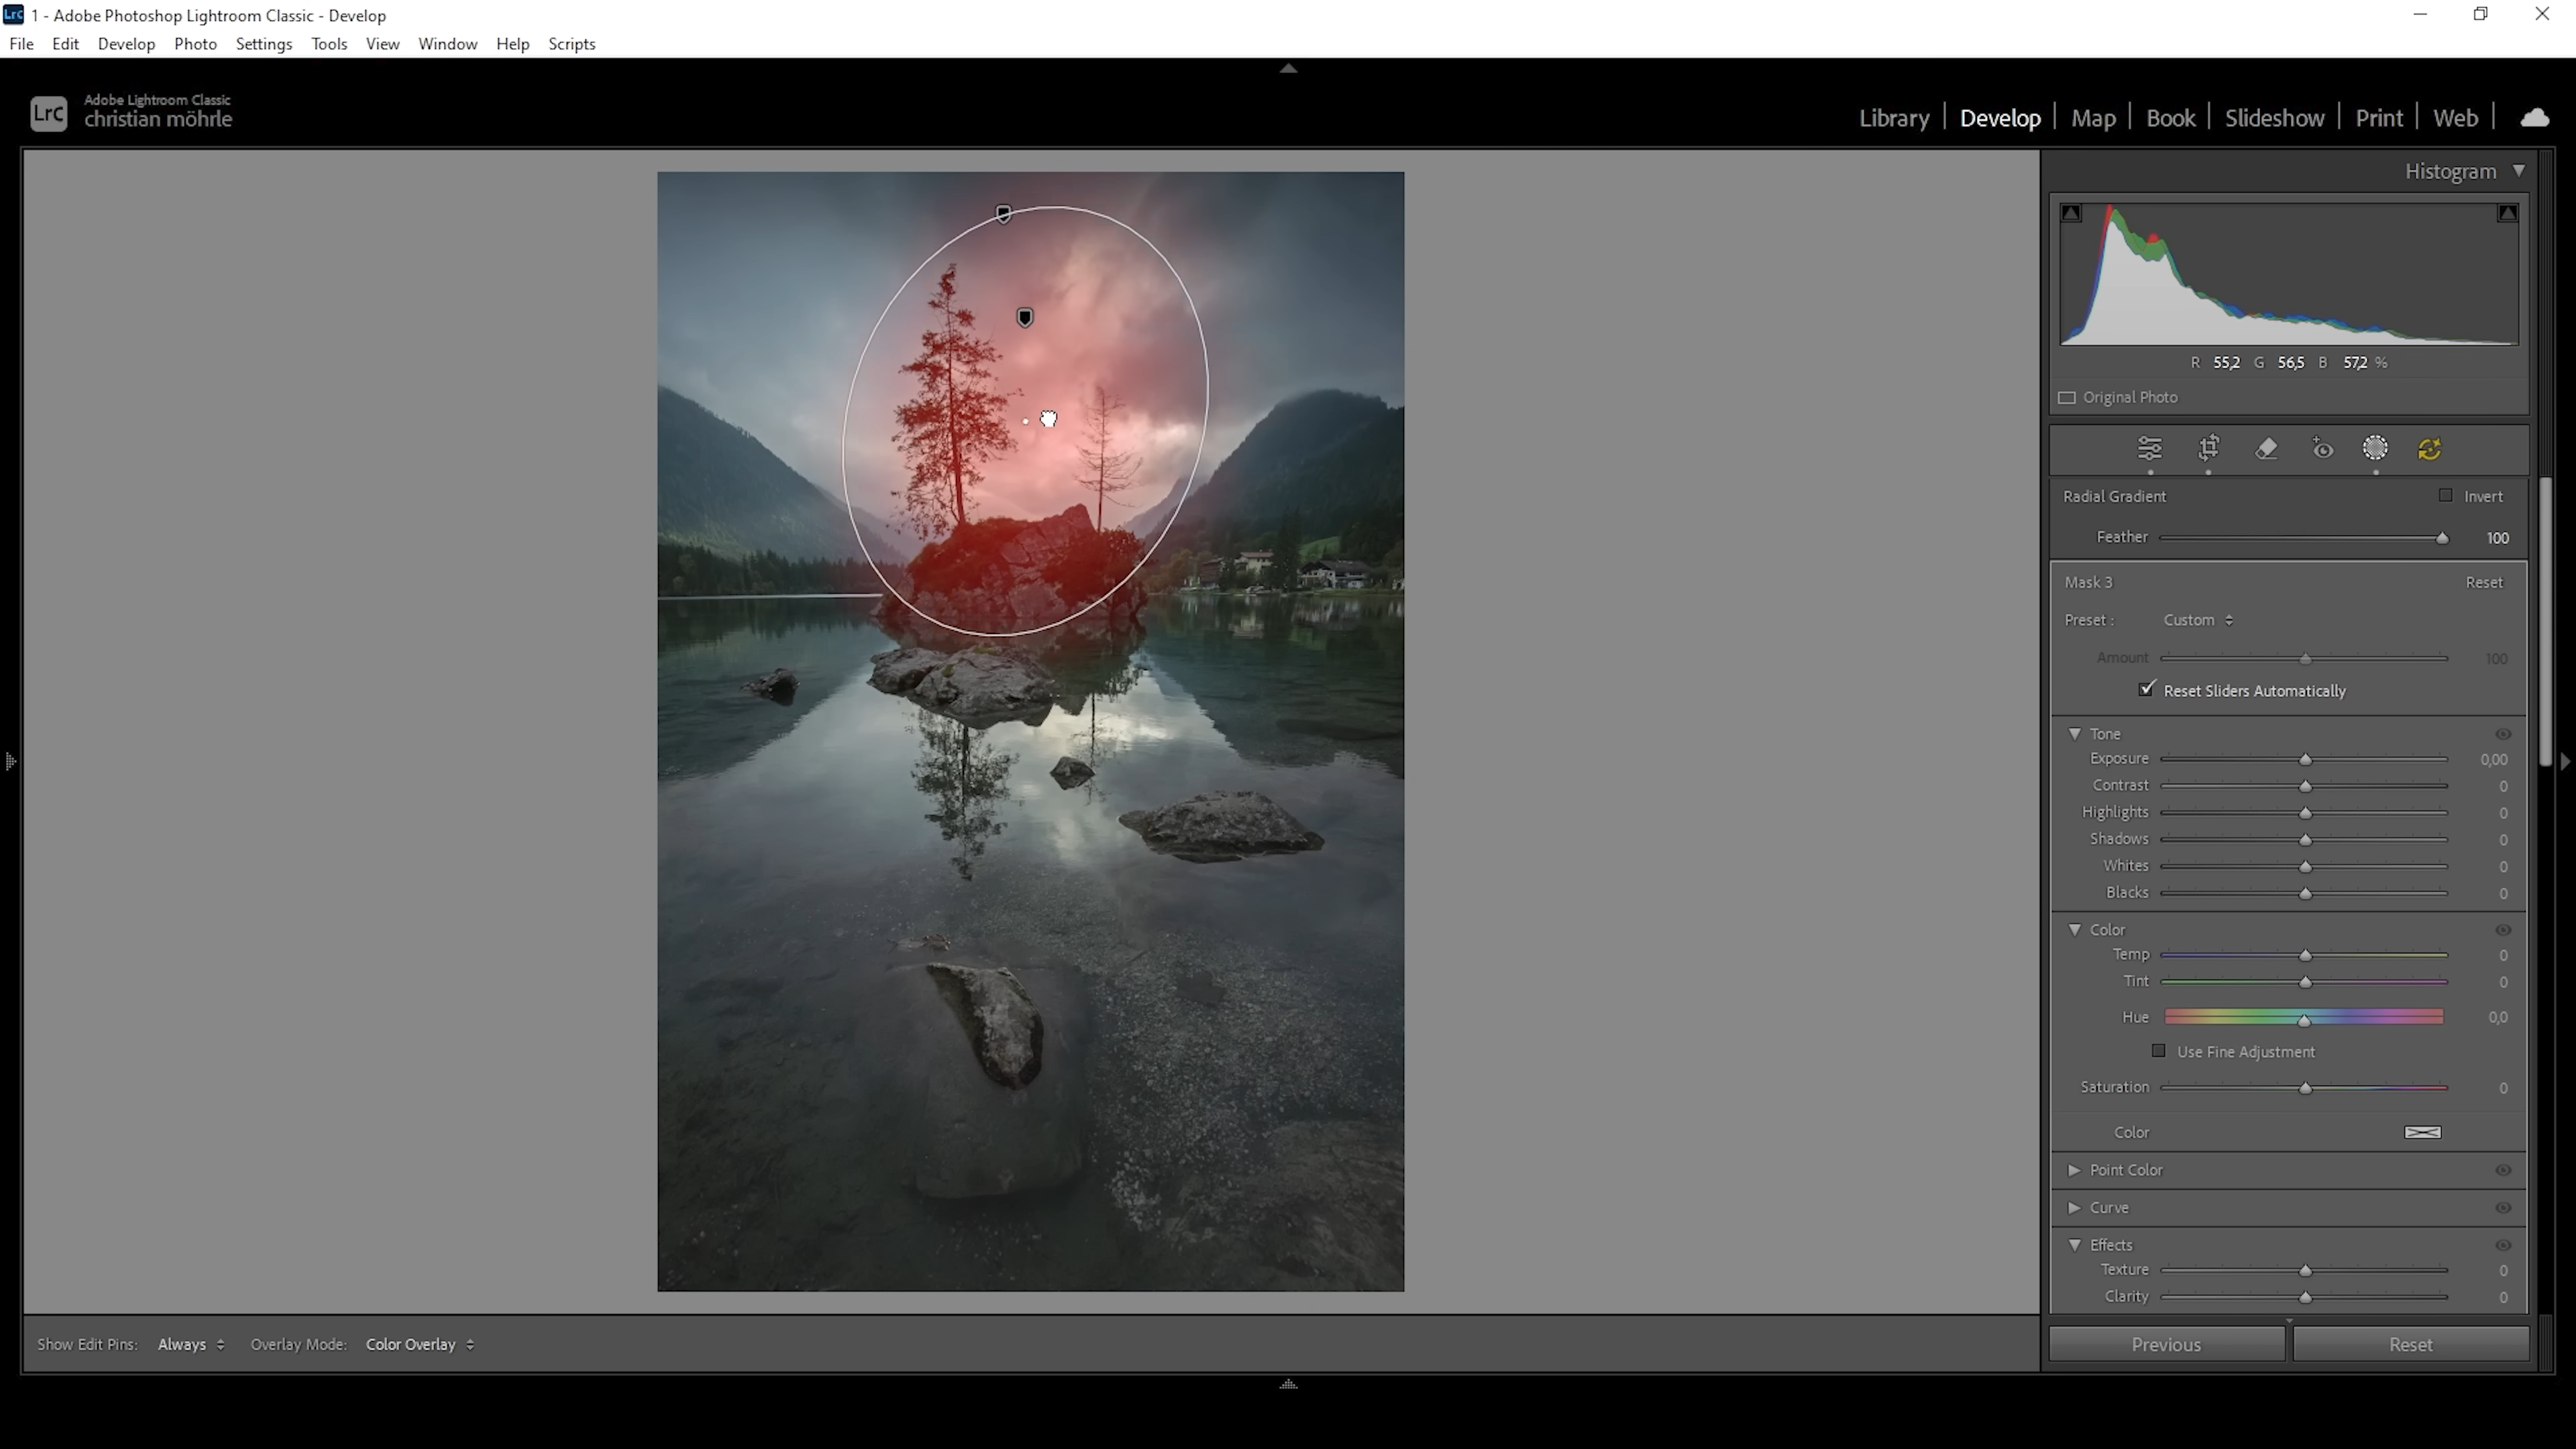 Lrc 1 - Adobe Photoshop Lightroom Classic - Develop
File Edit Develop Photo Settings Tools View Window Help Scripts
Lrc Adobe Lightroom Classic
christian möhrle
Library | Develop | Map | Book | Slideshow | Print | Web |
Histogram
R 55,2 G 56,5 B 57,2 %
Original Photo
Radial Gradient Invert
Feather 100
Mask 3 Reset
Preset : Custom
Amount 100
Reset Sliders Automatically
Tone
Exposure 0,00
Contrast 0
Highlights 0
Shadows 0
Whites 0
Blacks 0
Color
Temp 0
Tint 0
Hue 0,0
Use Fine Adjustment
Saturation 0
Color
Point Color
Curve
Effects
Texture 0
Clarity 0
Show Edit Pins: Always Overlay Mode: Color Overlay
Previous Reset